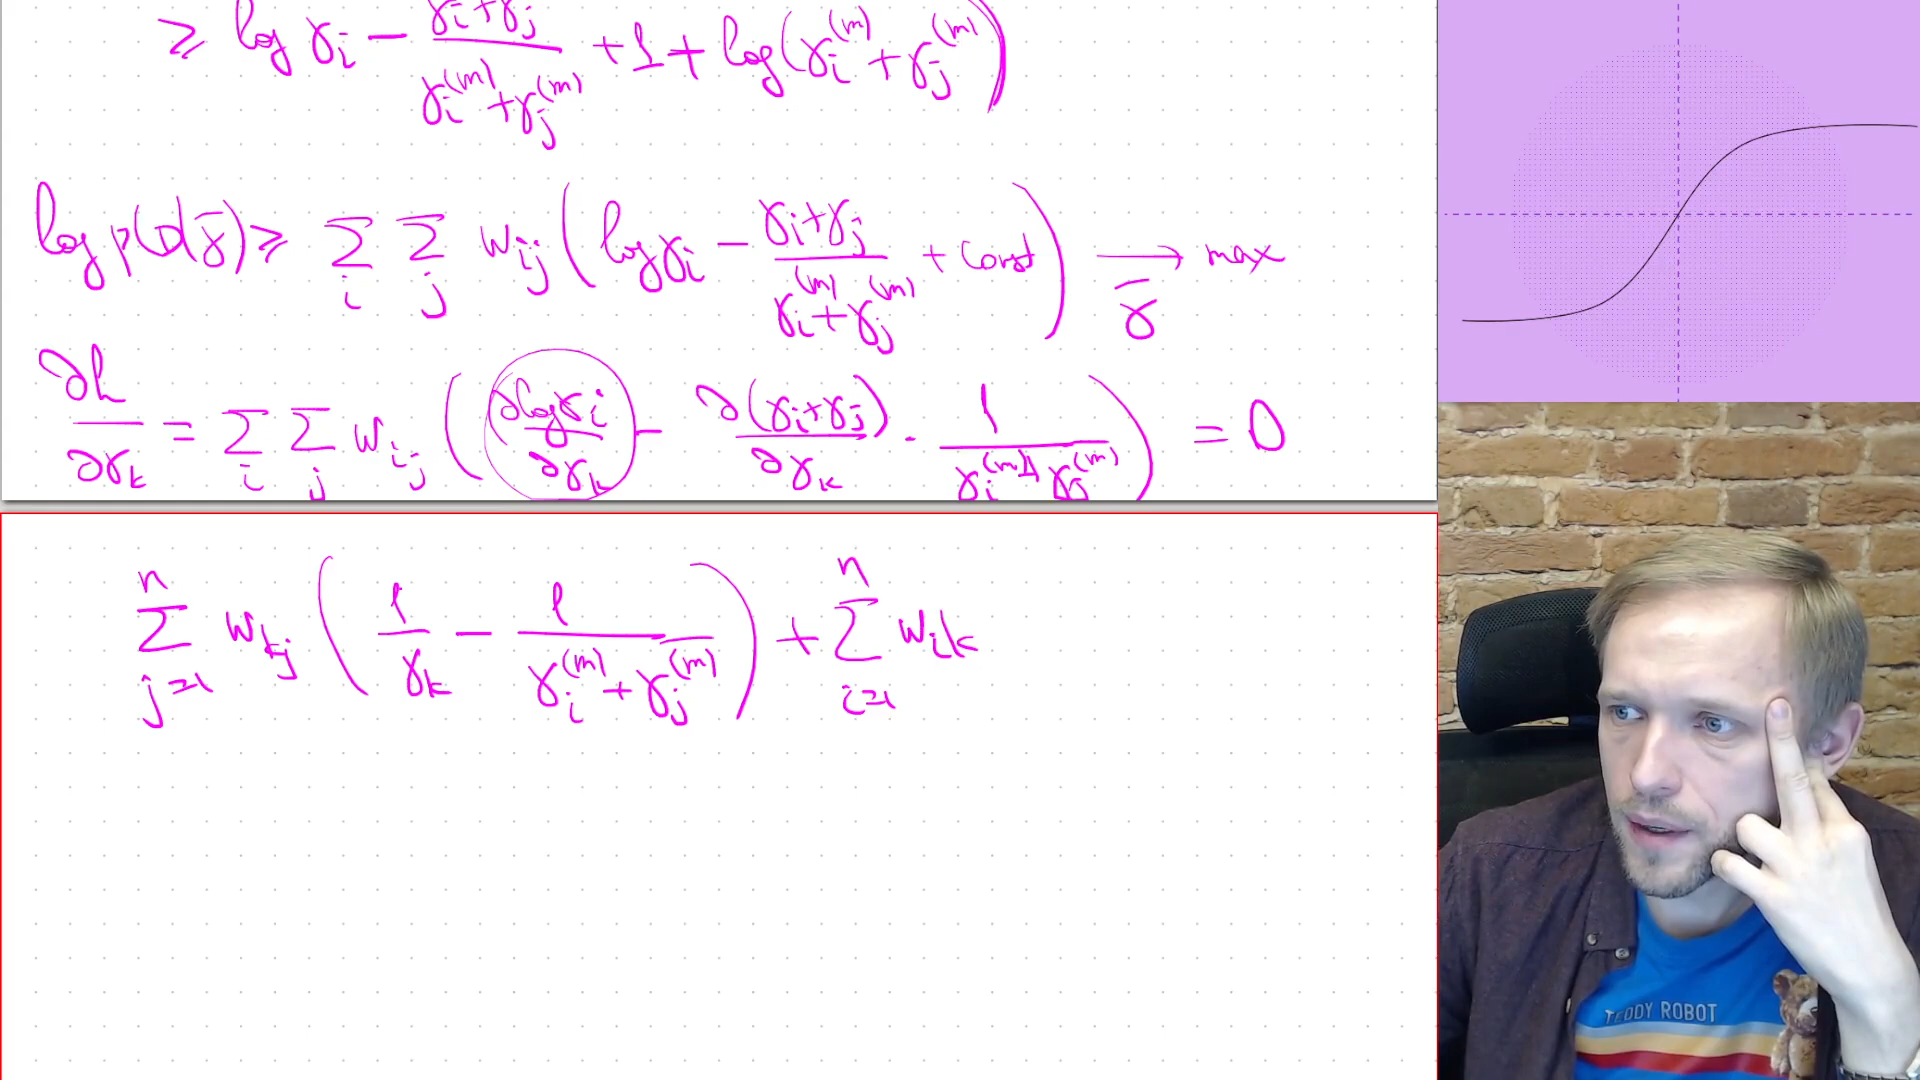 ≥ log γ_i − (γ_i+γ_j)/(γ_i^(m)+γ_j^(m)) + 1 + log(γ_i^(m)+γ_j^(m))
log p(D|γ̄) ≥ Σ_i Σ_j w_ij (log γ_i − (γ_i+γ_j)/(γ_i^(m)+γ_j^(m)) + const) → max γ̄
∂L/∂γ_k = Σ_i Σ_j w_ij (∂log γ_i/∂γ_k − ∂(γ_i+γ_j)/∂γ_k · 1/(γ_i^(m)+γ_j^(m))) = 0
Σ_{j=1}^n w_kj (1/γ_k − 1/(γ_i^(m)+γ_j^(m))) + Σ_{i=1}^n w_ik
TEDDY ROBOT